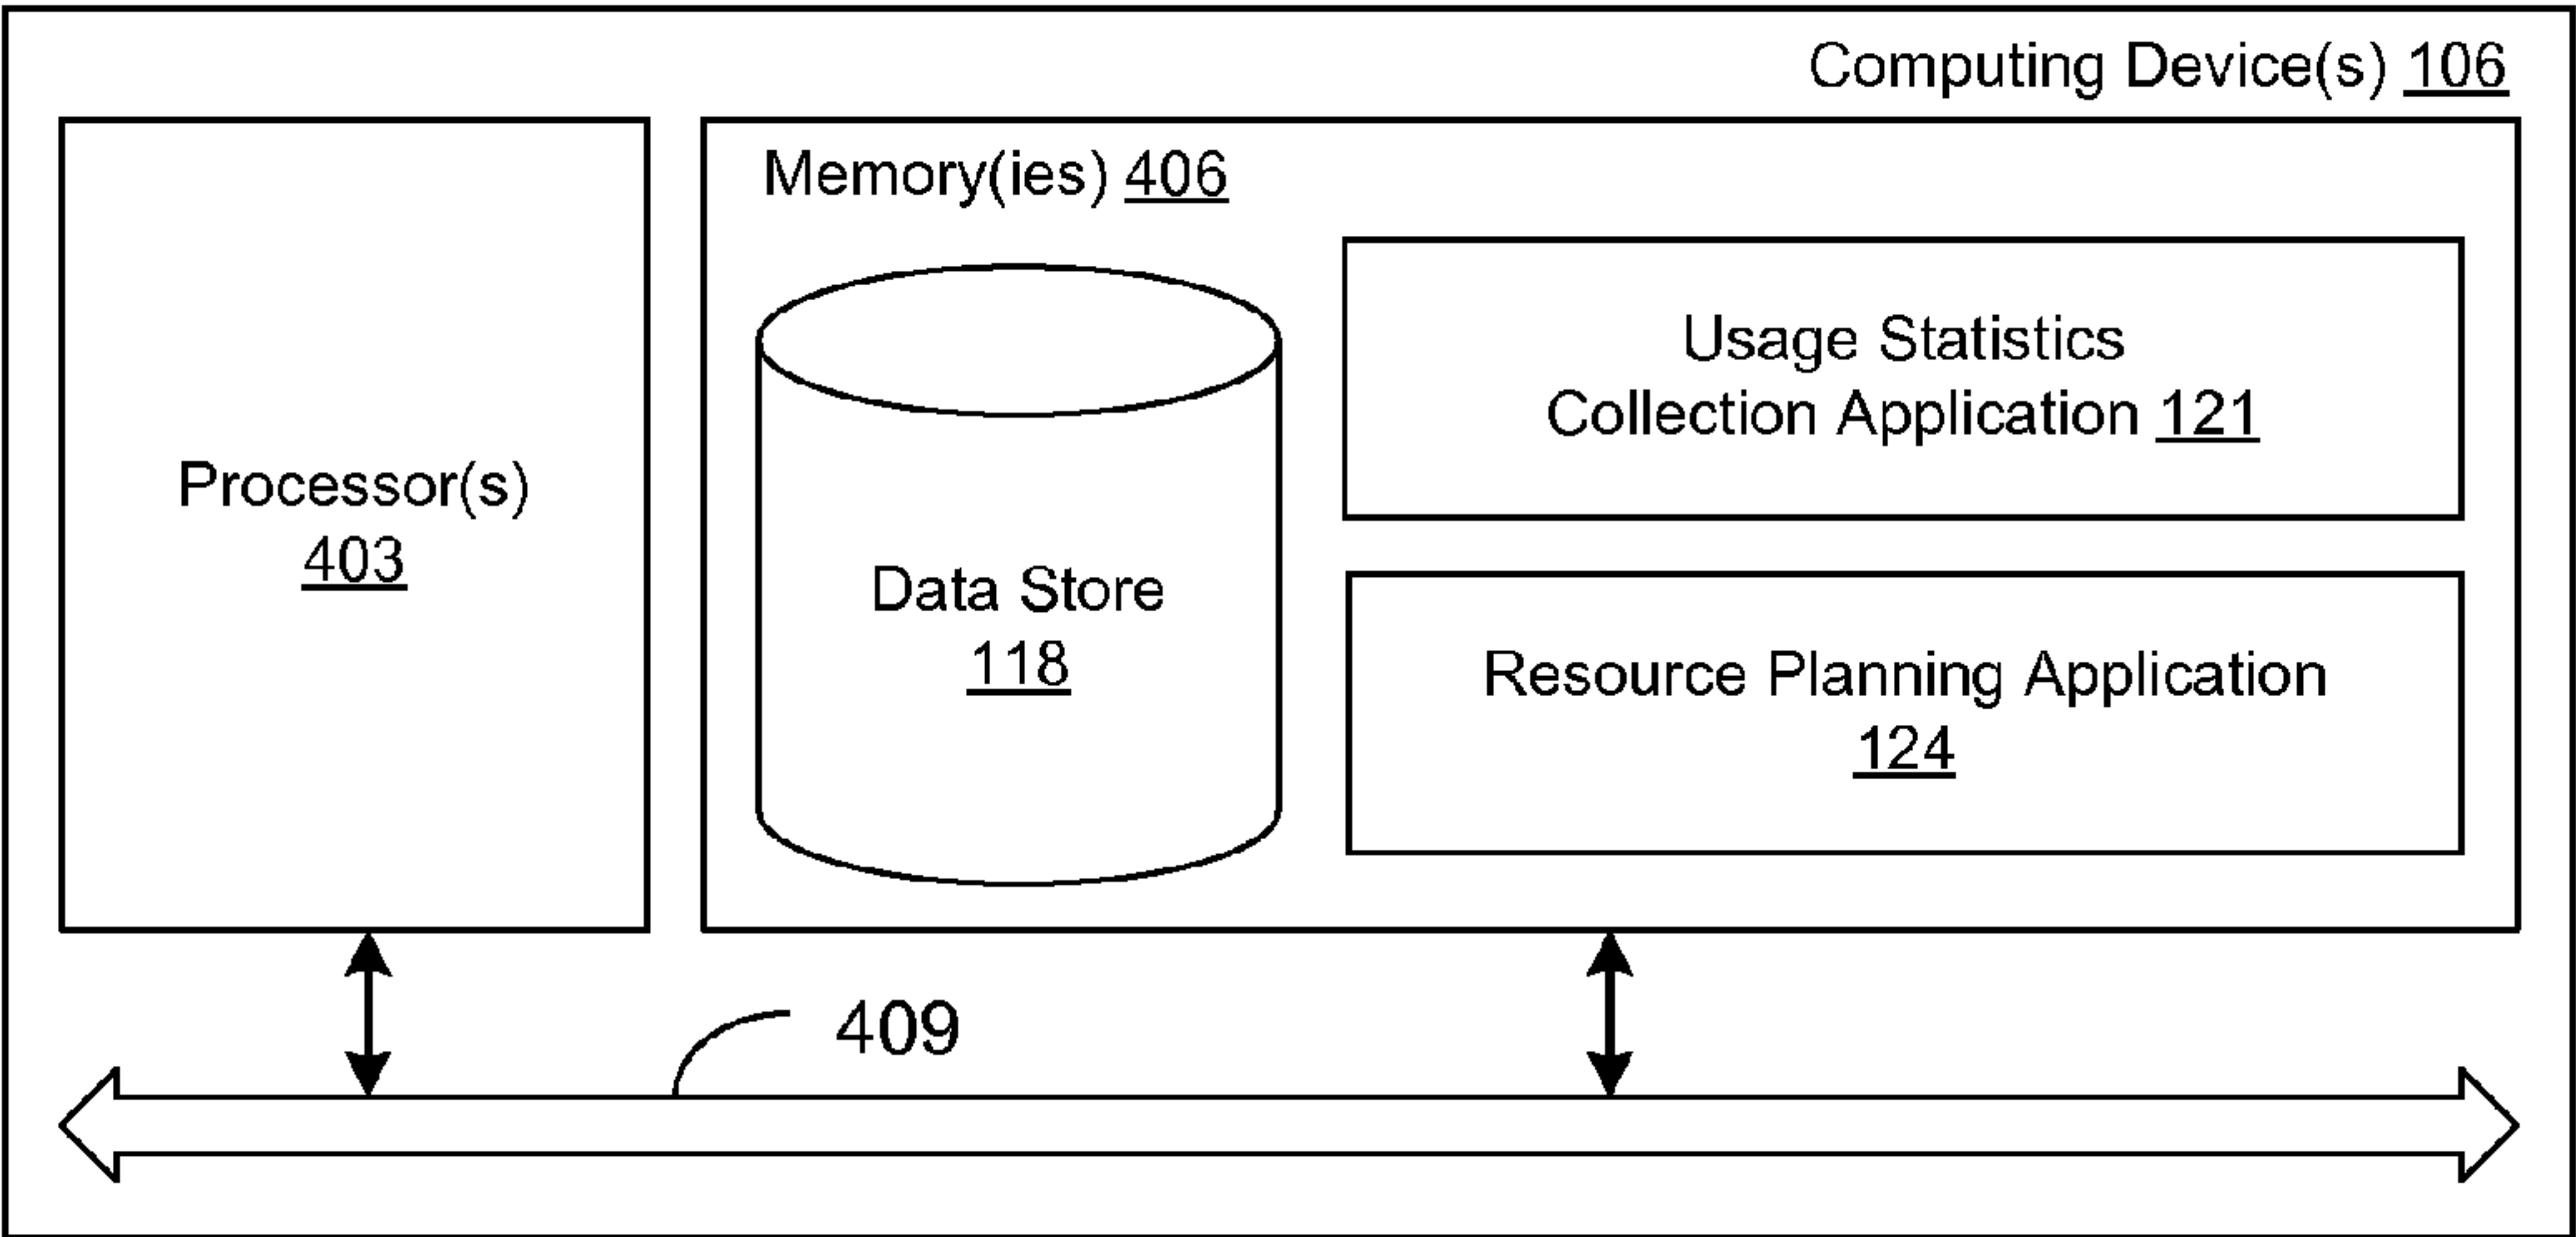 Computing Device(s) 106
Memory(ies) 406
Processor(s)
403
Data Store
118
Usage Statistics
Collection Application 121
Resource Planning Application
124
409